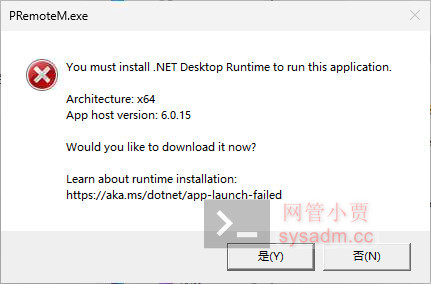 PRemoteM.exe
You must install .NET Desktop Runtime to run this application.
Architecture: x64
App host version: 6.0.15
Would you like to download it now?
Learn about runtime installation:
https://aka.ms/dotnet/app-launch-failed
网管小贾
sysadm.cc
是(Y)
否(N)